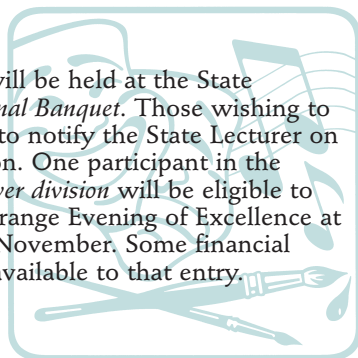 will be held at the State
nal Banquet. Those wishing to
to notify the State Lecturer on
on. One participant in the
ver division will be eligible to
range Evening of Excellence at
November. Some financial
available to that entry.